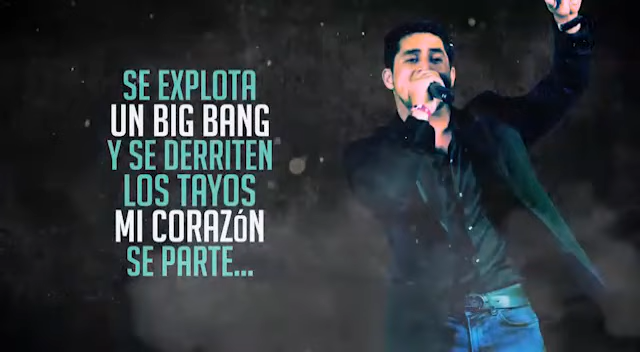 SE EXPLOTA
UN BIG BANG
Y SE DERRITEN
LOS TAYOS
MI CORAZÓN
SE PARTE...